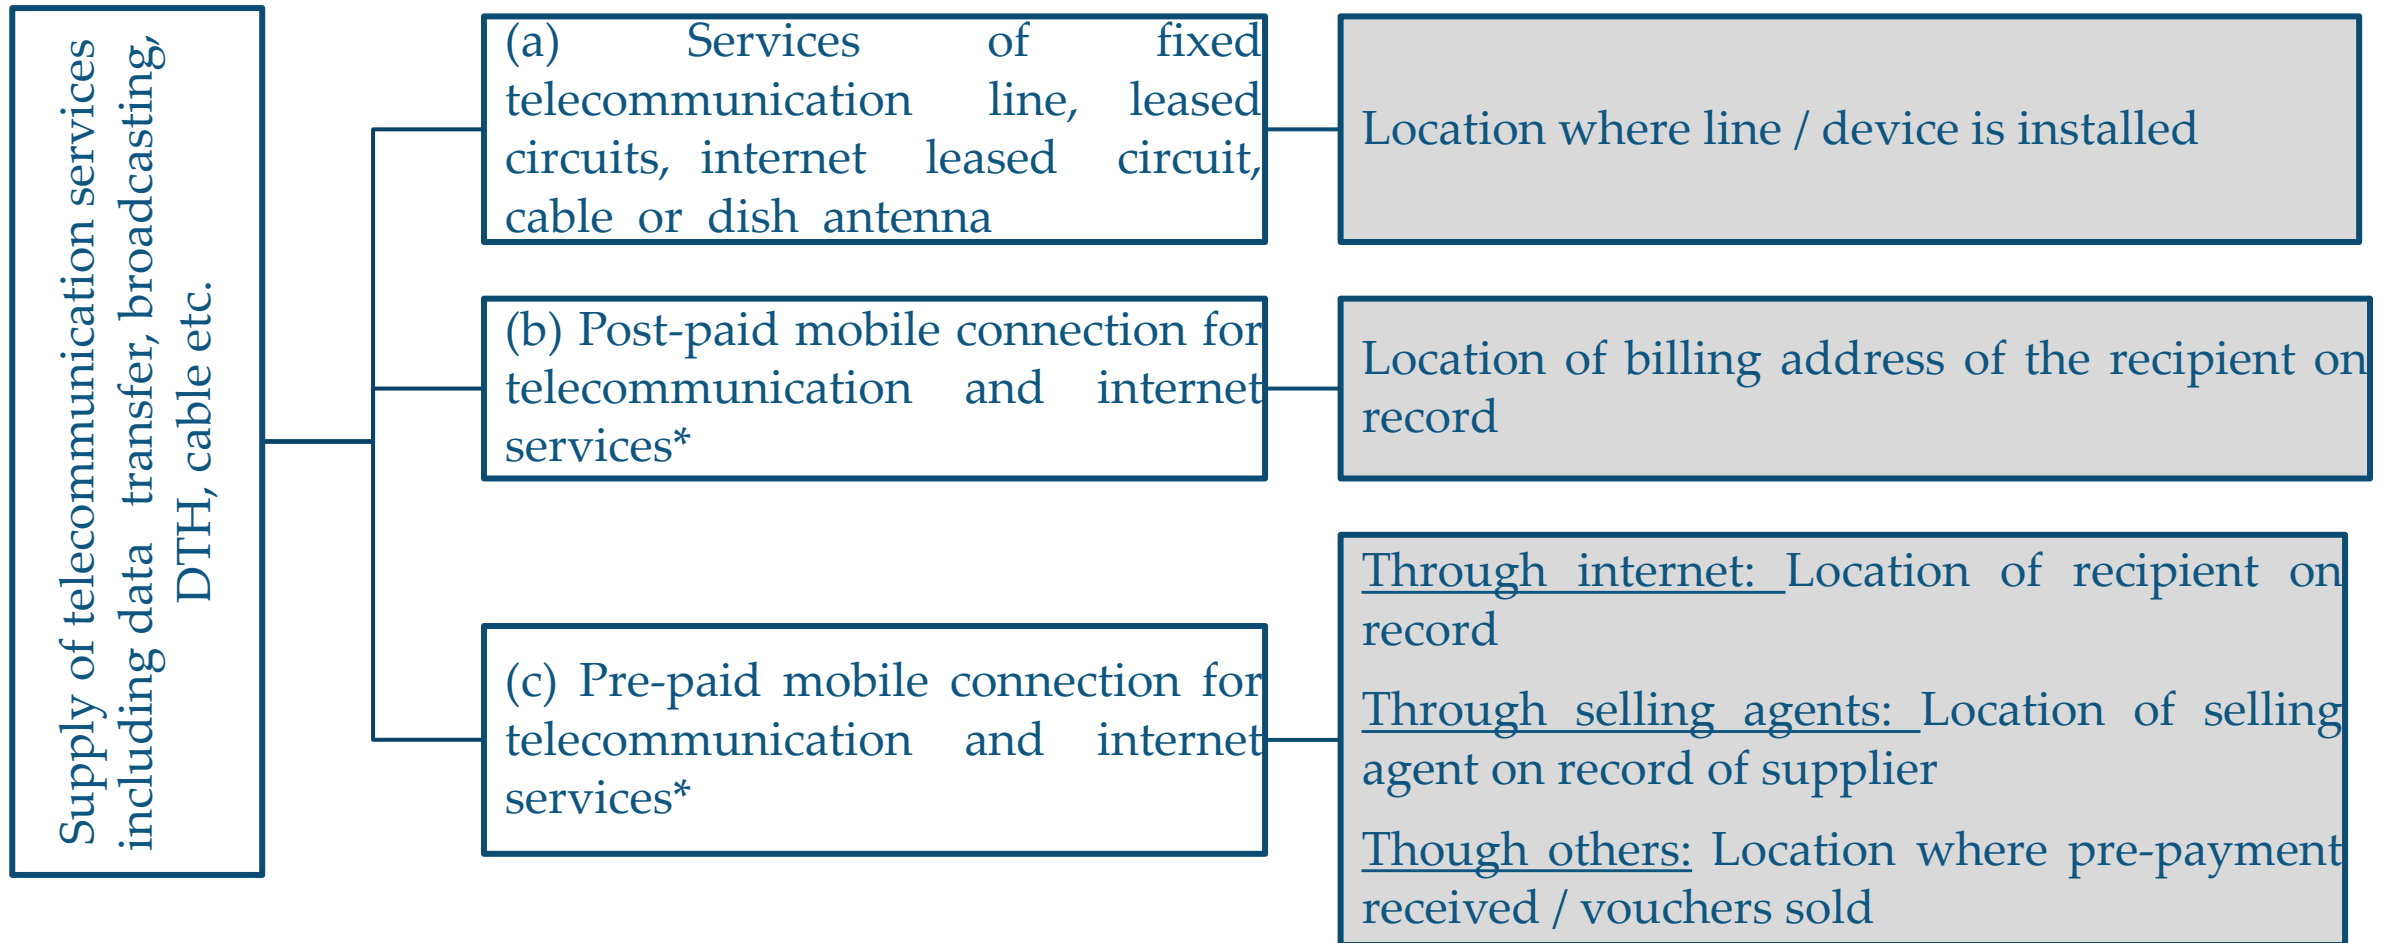 Supply of telecommunication services
including data transfer, broadcasting,
DTH, cable etc.
(a) Services of fixed
telecommunication line, leased
circuits, internet leased circuit,
cable or dish antenna
Location where line / device is installed
(b) Post-paid mobile connection for
telecommunication and internet
services*
Location of billing address of the recipient on
record
(c) Pre-paid mobile connection for
telecommunication and internet
services*
Through internet: Location of recipient on
record
Through selling agents: Location of selling
agent on record of supplier
Though others: Location where pre-payment
received / vouchers sold